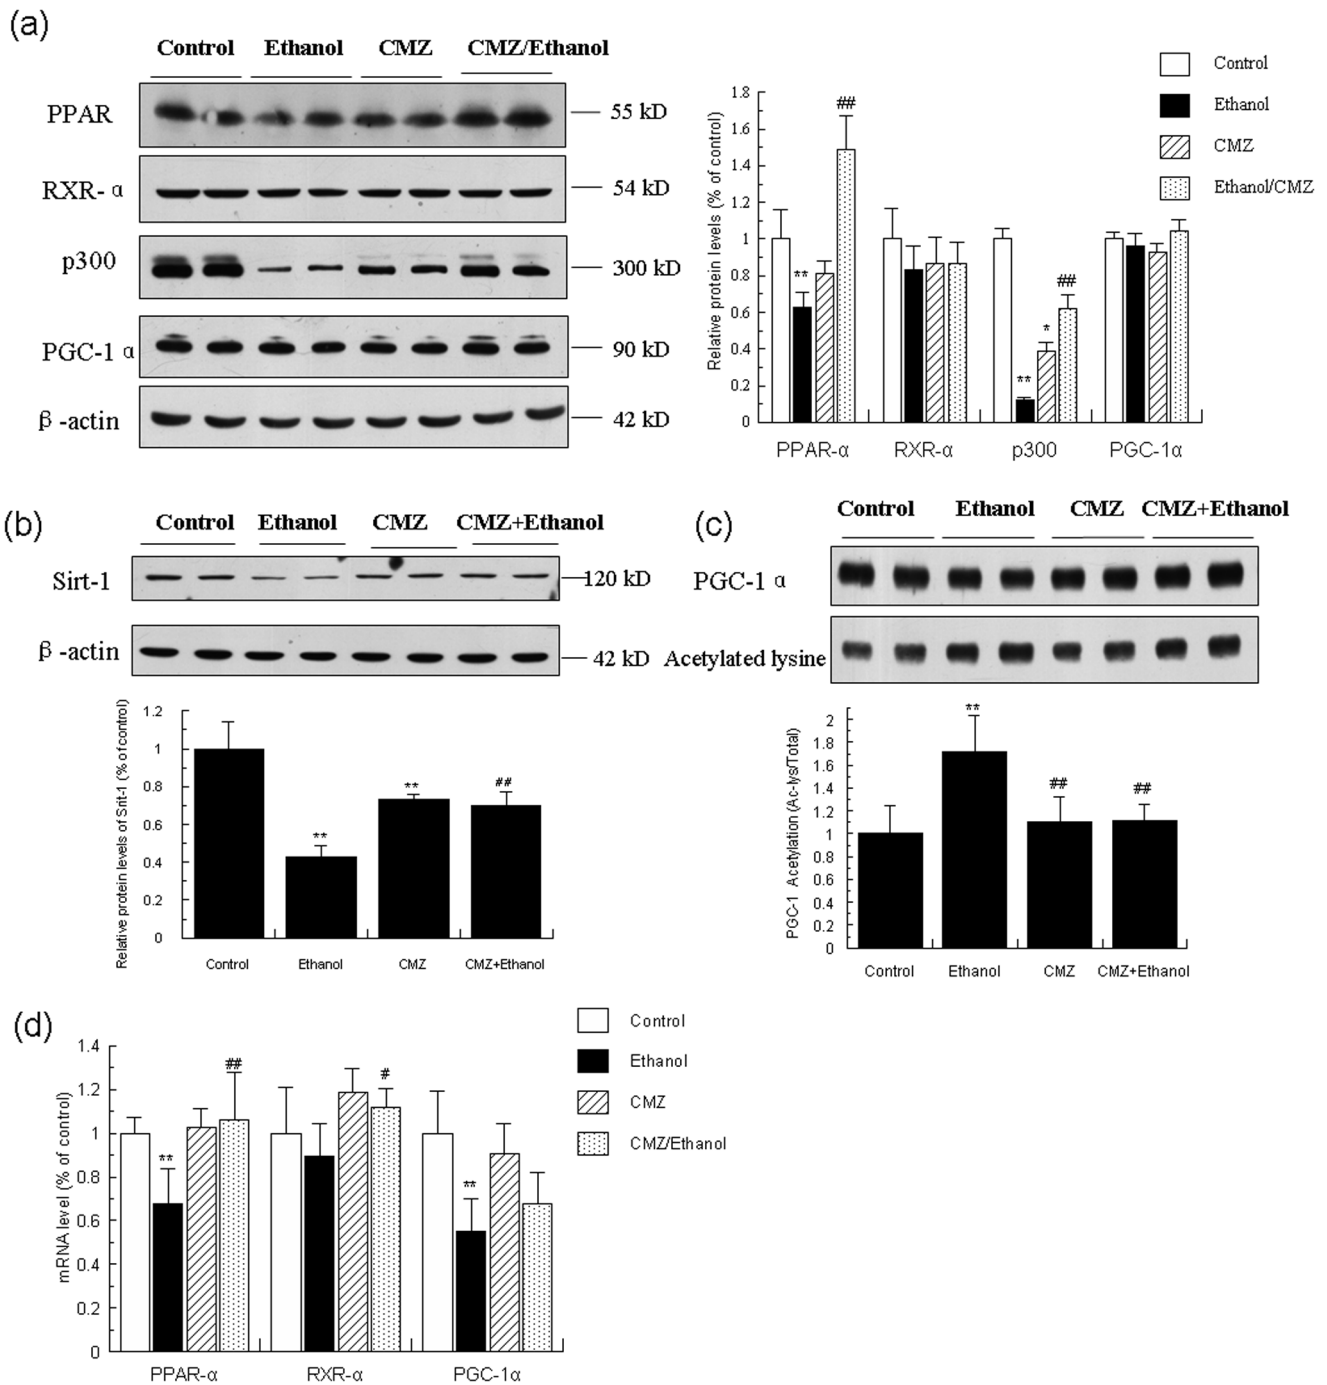 (a)
Control Ethanol CMZ CMZ/Ethanol
PPAR 55 kD
RXR-α 54 kD
p300 300 kD
PGC-1α 90 kD
β-actin 42 kD
Control
Ethanol
CMZ
Ethanol/CMZ
Relative protein levels (% of control)
1.8
1.6
1.4
1.2
1
0.8
0.6
0.4
0.2
0
** ## ** * ##
PPAR-α RXR-α p300 PGC-1α
(b)
Control Ethanol CMZ CMZ+Ethanol
Sirt-1 120 kD
β-actin 42 kD
Relative protein levels of Srit-1 (% of control)
1.2
1
0.8
0.6
0.4
0.2
0
** ** ##
Control Ethanol CMZ CMZ+Ethanol
(c)
Control Ethanol CMZ CMZ+Ethanol
PGC-1α
Acetylated lysine
PGC-1 Acetylation (Ac-lys/Total)
2
1.8
1.6
1.4
1.2
1
0.8
0.6
0.4
0.2
0
** ## ##
Control Ethanol CMZ CMZ+Ethanol
(d)
Control
Ethanol
CMZ
CMZ/Ethanol
mRNA level (% of control)
1.4
1.2
1
0.8
0.6
0.4
0.2
0
** ## # **
PPAR-α RXR-α PGC-1α